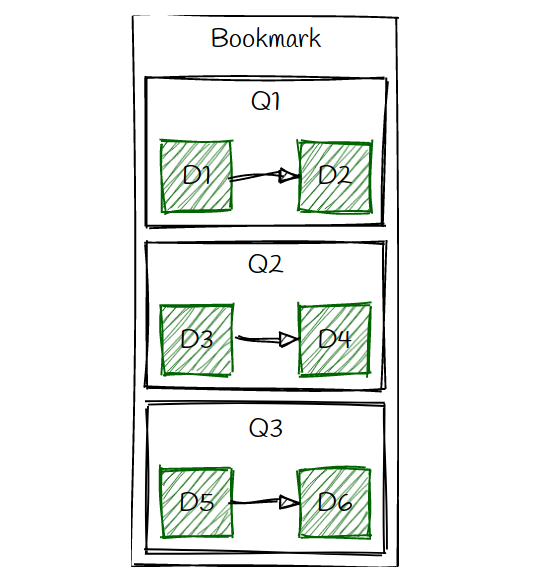 Bookmark
Q1
D1 D2
Q2
D3 D4
Q3
D5 D6